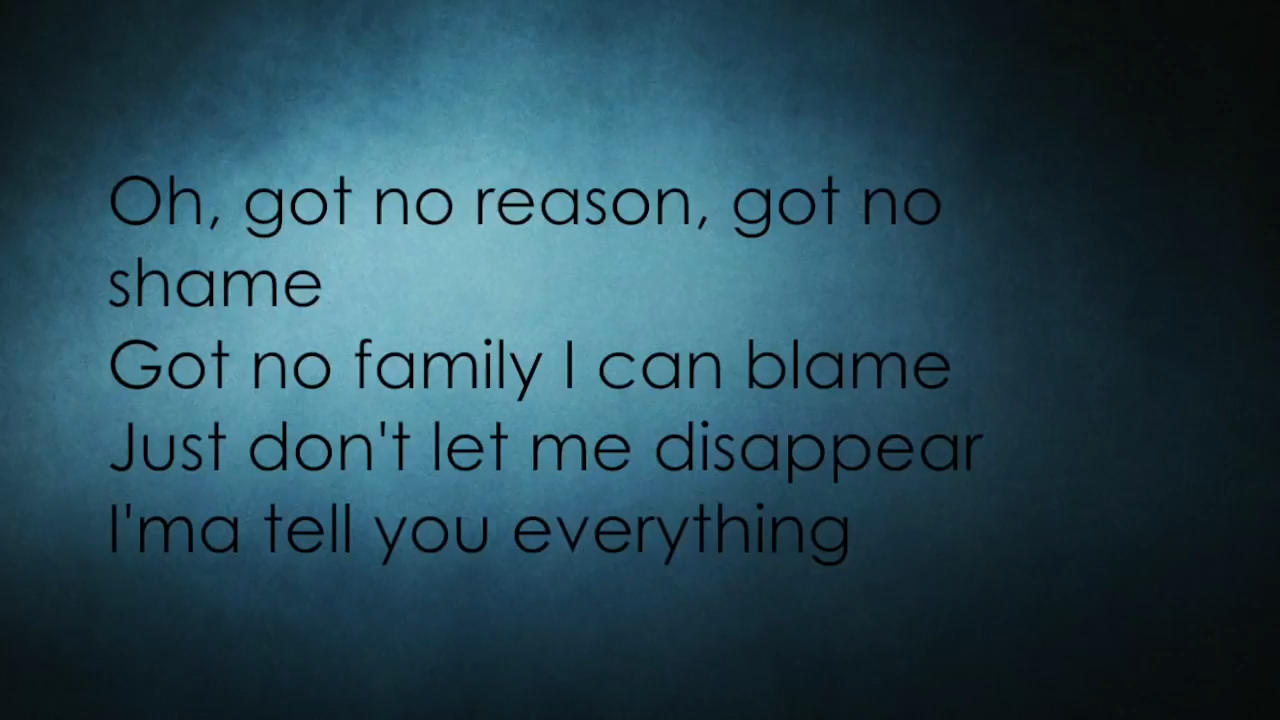 Oh, got no reason, got no
shame
Got no family I can blame
Just don't let me disappear
I'ma tell you everything